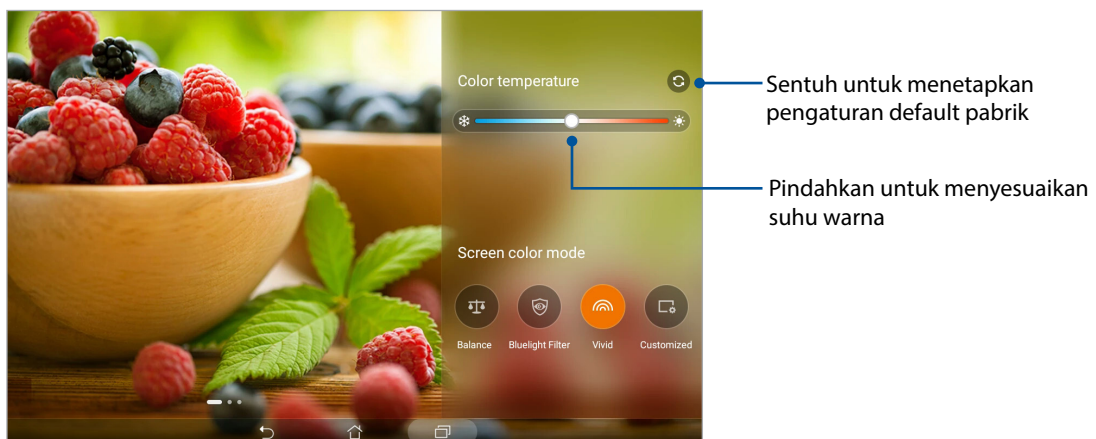 Color temperature
Sentuh untuk menetapkan
pengaturan default pabrik
Pindahkan untuk menyesuaikan
suhu warna
Screen color mode
Balance
Bluelight Filter
Vivid
Customized